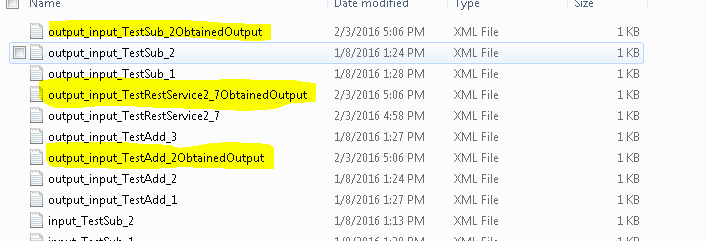 Name Date modified Type Size
output_input_TestSub_2ObtainedOutput 2/3/2016 5:06 PM XML File 1 KB
output_input_TestSub_2 1/8/2016 1:24 PM XML File 1 KB
output_input_TestSub_1 1/8/2016 1:28 PM XML File 1 KB
output_input_TestRestService2_7ObtainedOutput 2/3/2016 5:06 PM XML File 1 KB
output_input_TestRestService2_7 2/3/2016 4:58 PM XML File 1 KB
output_input_TestAdd_3 1/8/2016 1:27 PM XML File 1 KB
output_input_TestAdd_2ObtainedOutput 2/3/2016 5:06 PM XML File 1 KB
output_input_TestAdd_2 1/8/2016 1:24 PM XML File 1 KB
output_input_TestAdd_1 1/8/2016 1:27 PM XML File 1 KB
input_TestSub_2 1/8/2016 1:13 PM XML File 1 KB